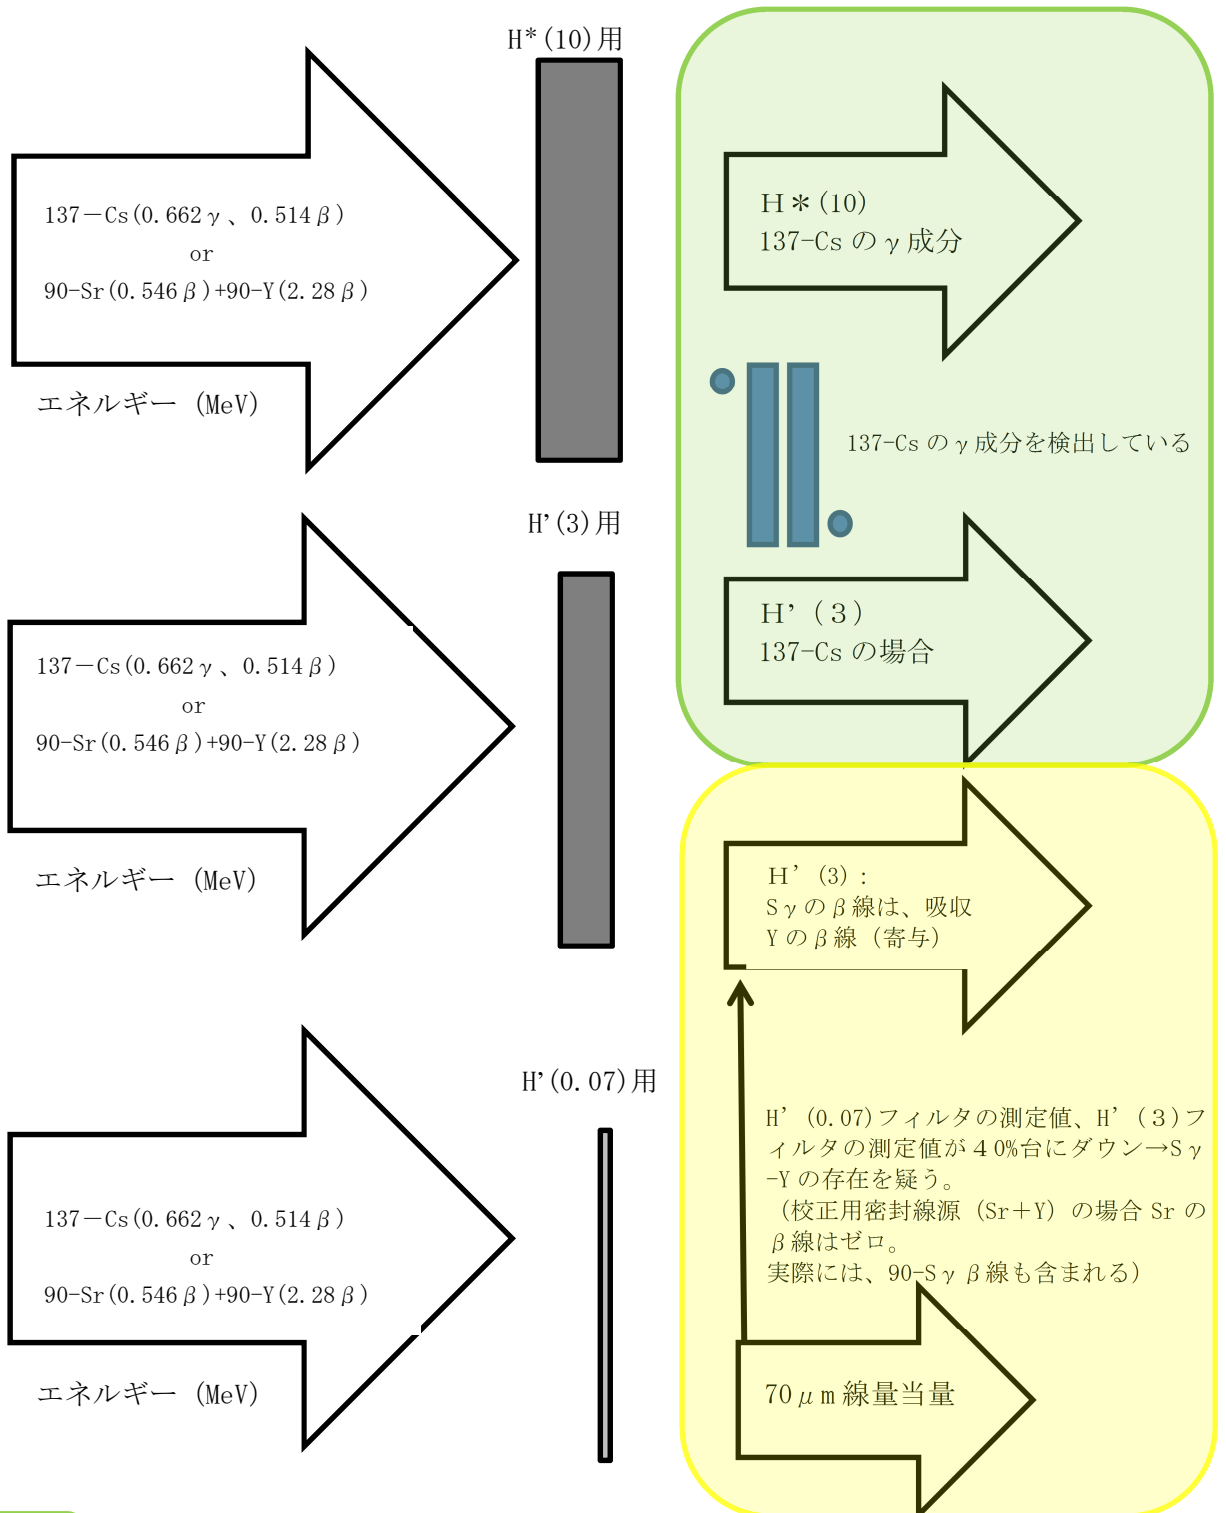 H*(10)用
137－Cs(0.662γ、0.514β)
or
90-Sr(0.546β)+90-Y(2.28β)
エネルギー (MeV)
H＊(10)
137-Cs のγ成分
≒
137-Cs のγ成分を検出している
H’(3)用
137－Cs(0.662γ、0.514β)
or
90-Sr(0.546β)+90-Y(2.28β)
エネルギー (MeV)
H’(３)
137-Cs の場合
H’(3)：
Sγのβ線は、吸収
Yのβ線（寄与）
H’(0.07)用
137－Cs(0.662γ、0.514β)
or
90-Sr(0.546β)+90-Y(2.28β)
エネルギー (MeV)
H’(0.07)フィルタの測定値、H’(３)フ
ィルタの測定値が４0%台にダウン→Sγ
-Yの存在を疑う。
（校正用密封線源（Sr＋Y）の場合 Sr の
β線はゼロ。
実際には、90-Sγ β線も含まれる）
70μm線量当量